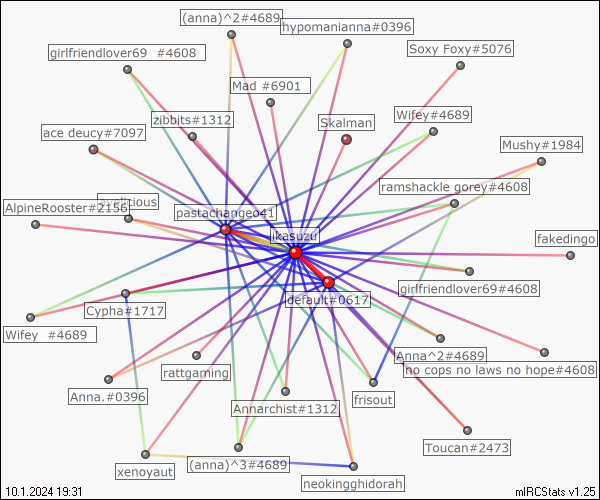 (anna)^2#4689
hypomanianna#0396
girlfriendlover69  #4608
Soxy Foxy#5076
Mad #6901
zibbits#1312
Skalman
Wifey#4689
ace deucy#7097
Mushy#1984
ramshackle gorey#4608
AlpineRooster#2156
pastachangeo41
ikasuzu
fakedingo
girlfriendlover69#4608
default#0617
Cypha#1717
Wifey  #4689
Anna^2#4689
rattgaming
no cops no laws no hope#4608
Anna.#0396
Annarchist#1312
frisout
Toucan#2473
(anna)^3#4689
xenoyaut
neokingghidorah
10.1.2024 19:31
mIRCStats v1.25